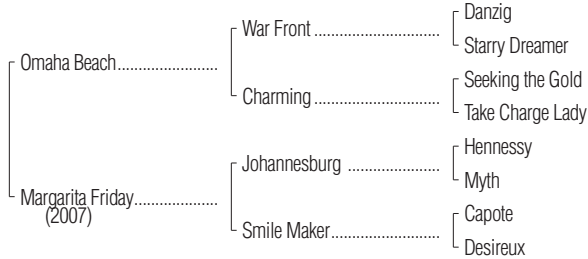 Danzig
War Front
Starry Dreamer
Omaha Beach
Seeking the Gold
Charming
Take Charge Lady
Hennessy
Johannesburg
Myth
Margarita Friday
(2007)
Capote
Smile Maker
Desireux